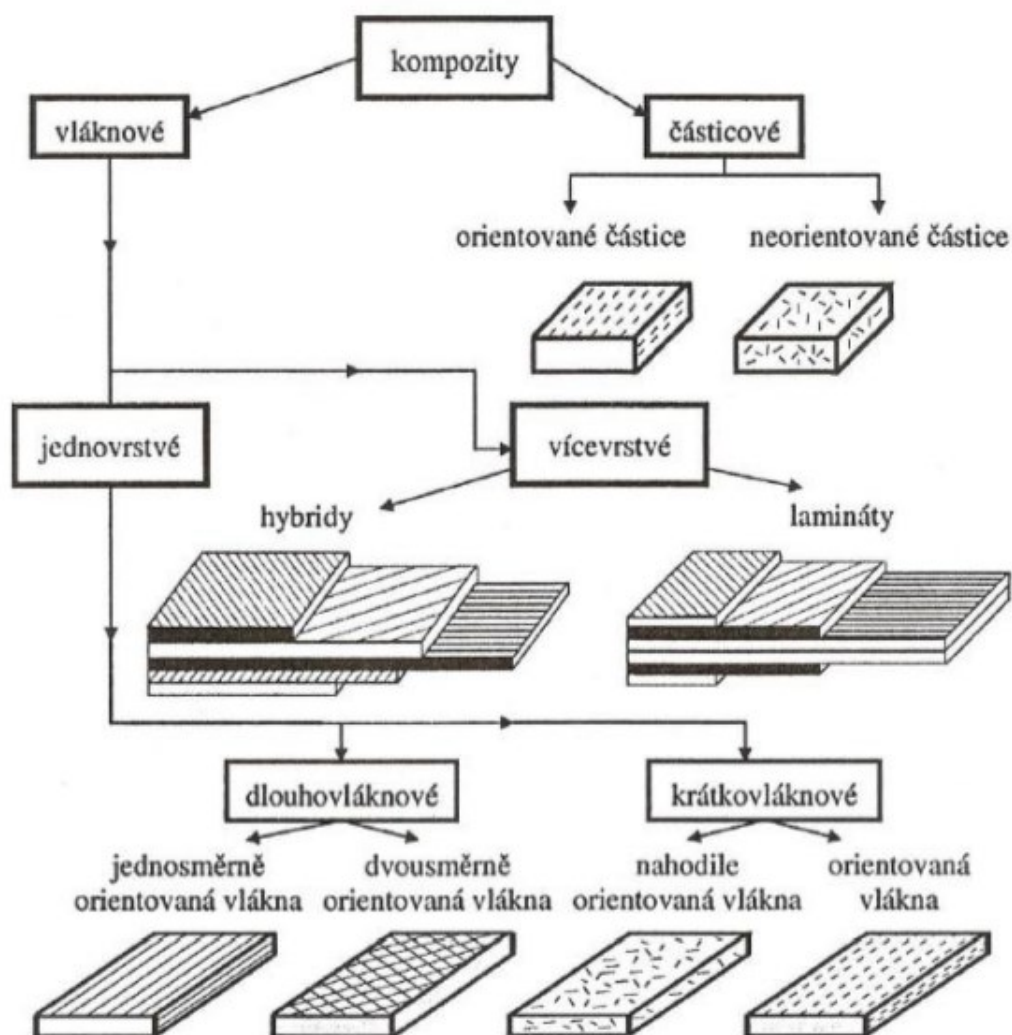 kompozity
vláknové
částicové
orientované částice
neorientované částice
jednovrstvé
vícevrstvé
hybridy
lamináty
dlouhovláknové
krátkovláknové
jednosměrně
orientovaná vlákna
dvousměrně
orientovaná vlákna
nahodile
orientovaná vlákna
orientovaná
vlákna